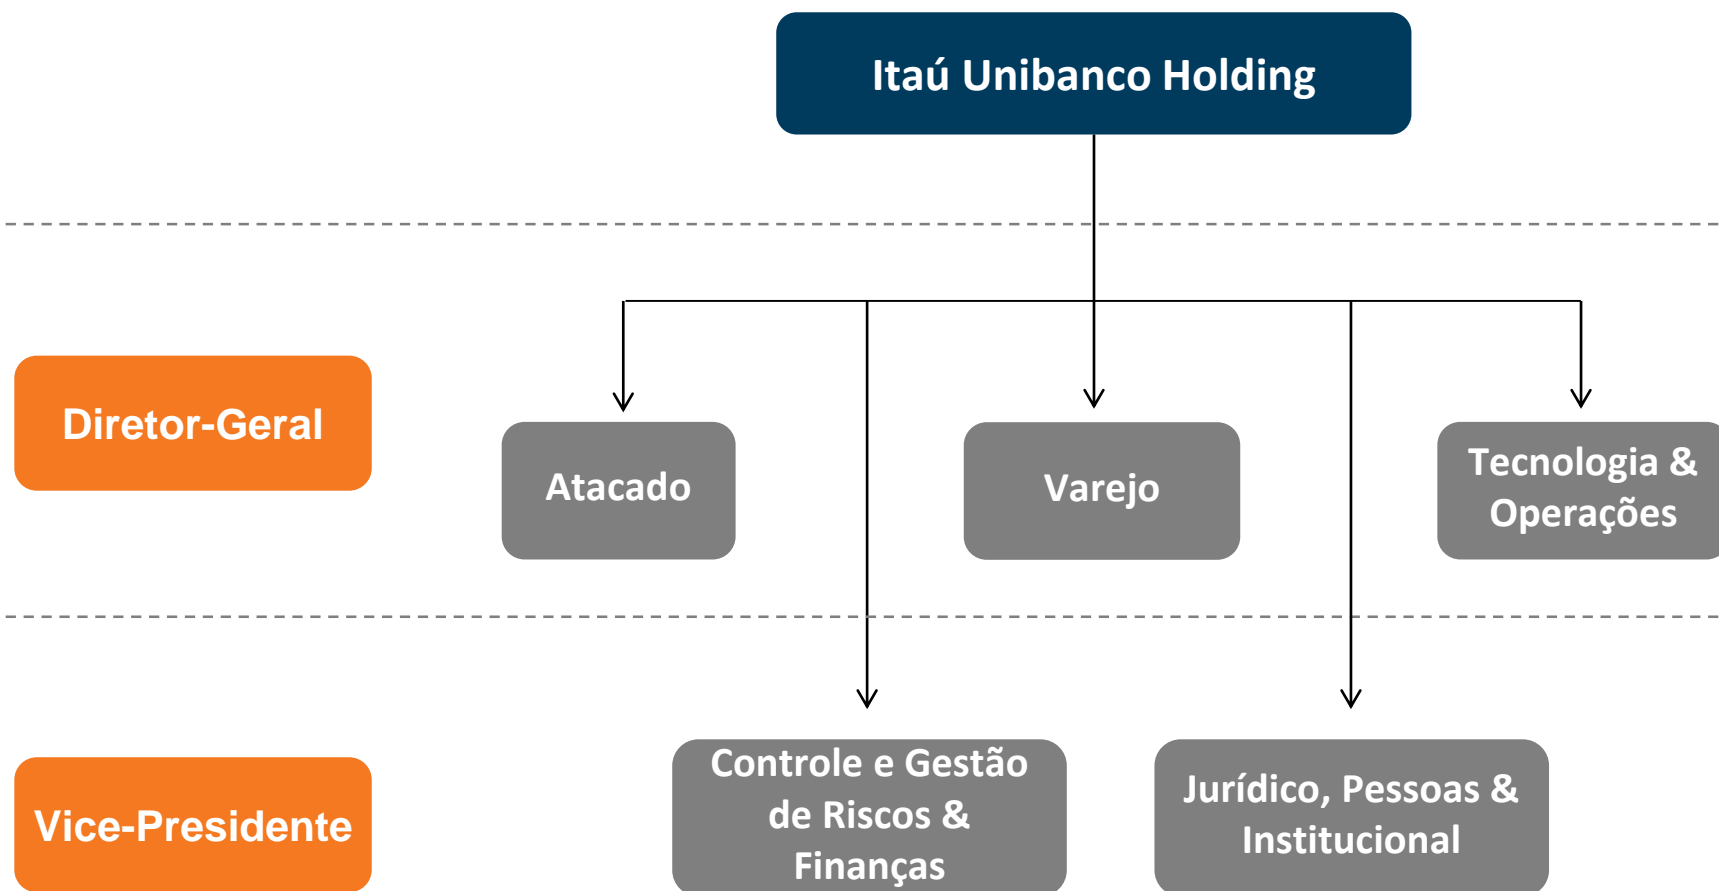 Itaú Unibanco Holding
Diretor-Geral
Atacado
Varejo
Tecnologia &
Operações
Vice-Presidente
Controle e Gestão
de Riscos &
Finanças
Jurídico, Pessoas &
Institucional